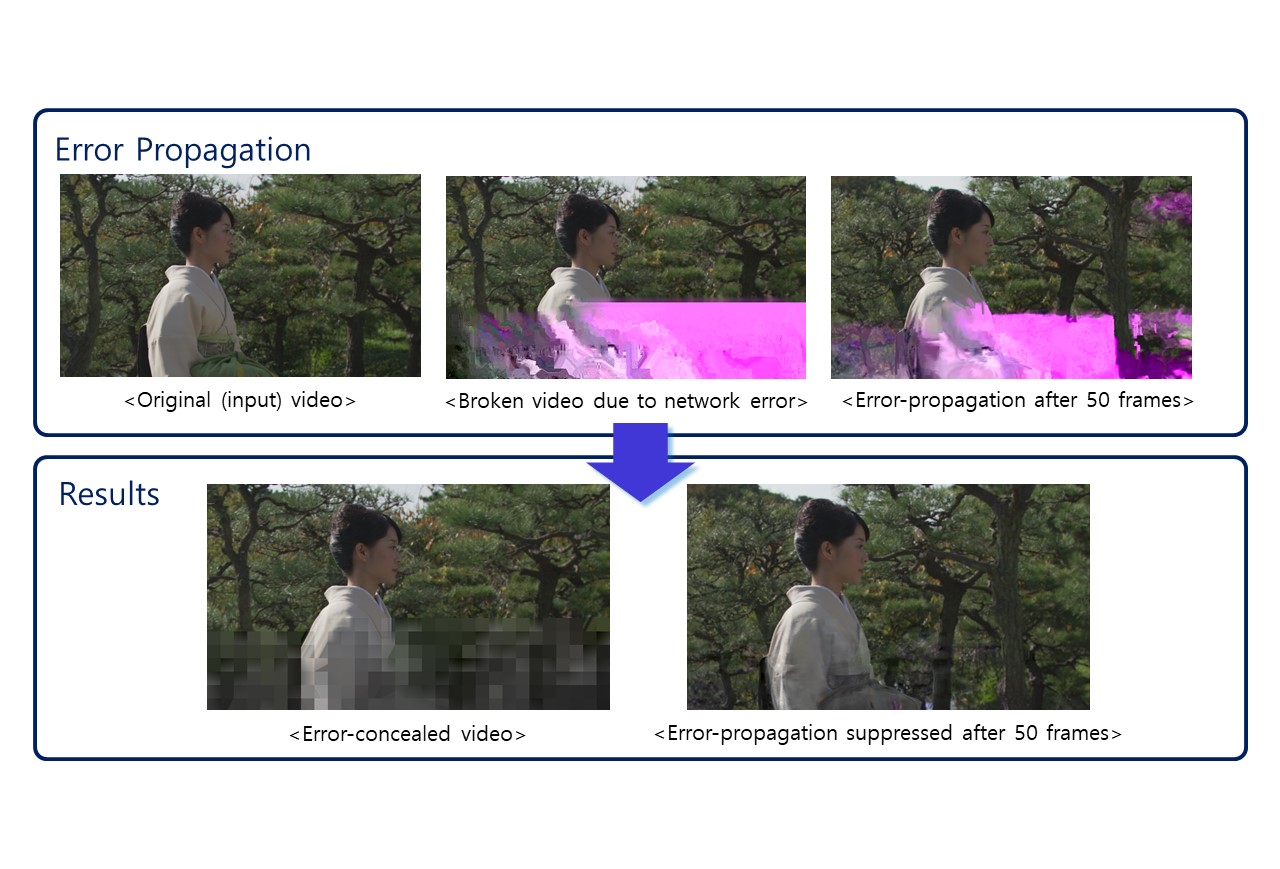 Error Propagation
<Original (input) video>
<Broken video due to network error>
<Error-propagation after 50 frames>
Results
<Error-concealed video>
<Error-propagation suppressed after 50 frames>